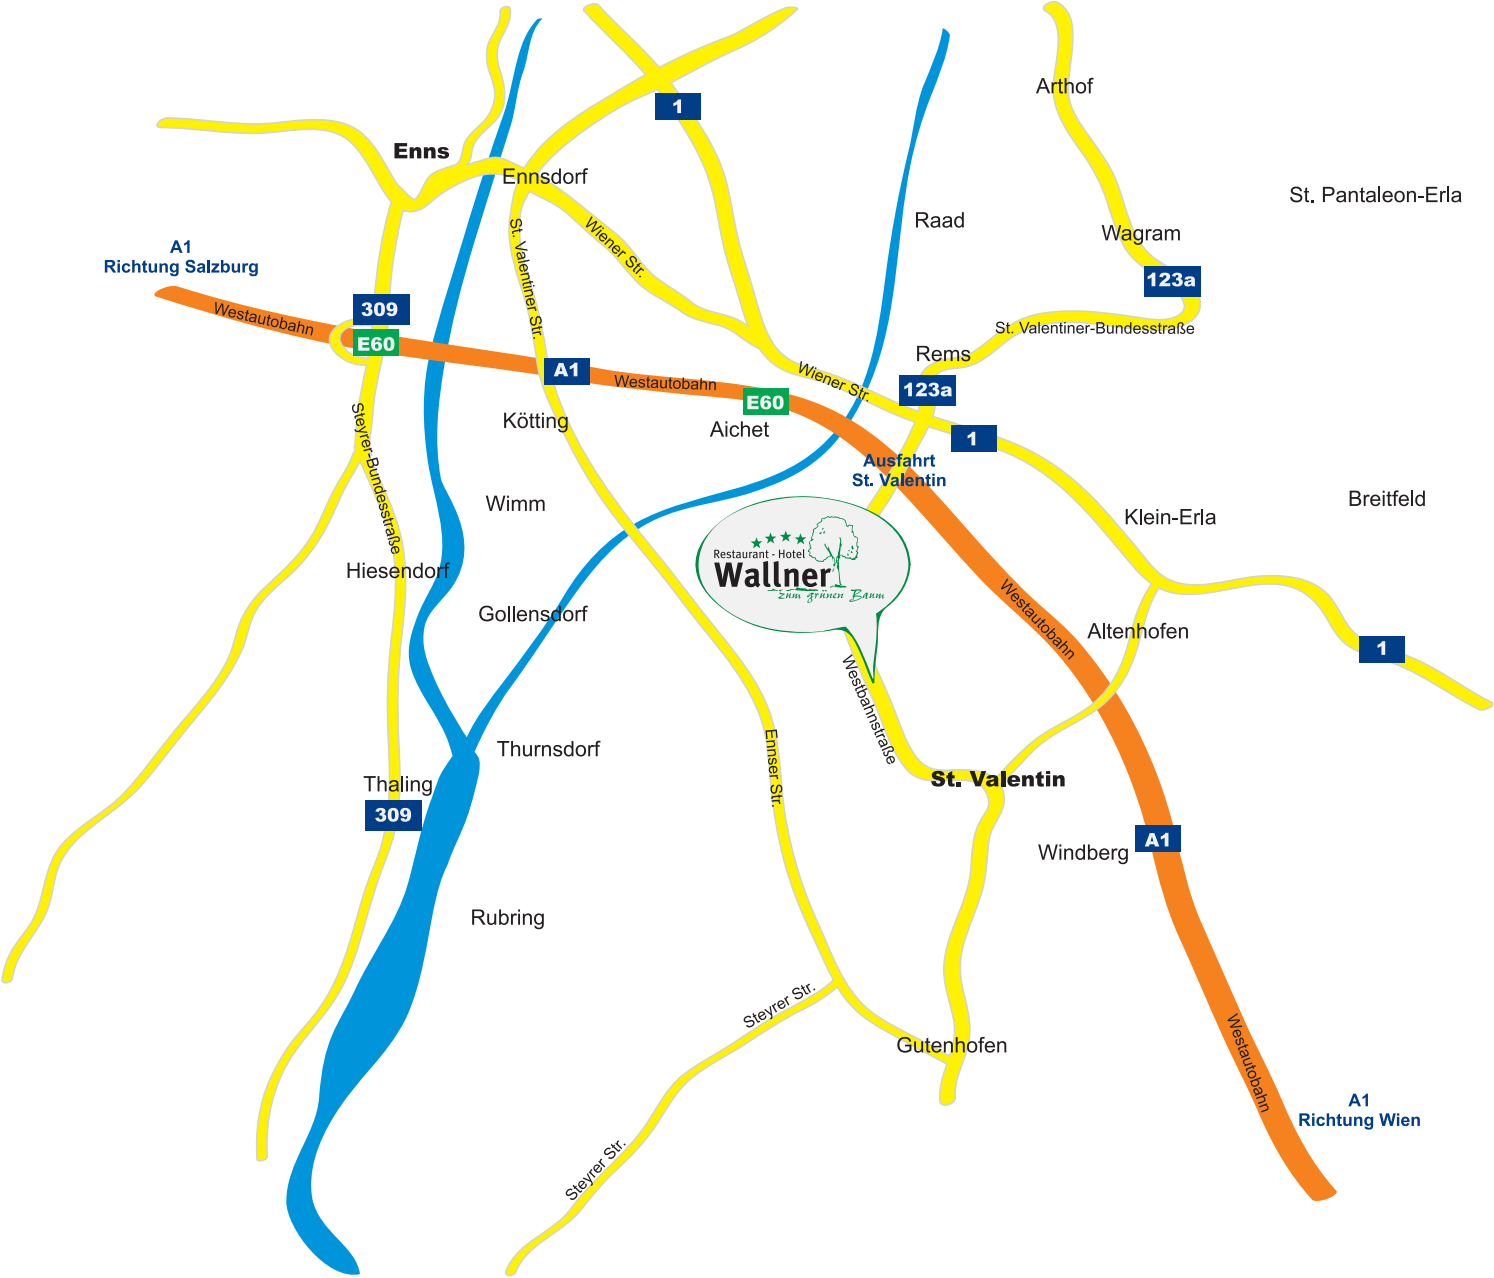 Arthof
1
Enns
Ennsdorf
St. Pantaleon-Erla
Raad
Wagram
Wiener Str.
A1
Richtung Salzburg
St. Valentiner Str.
123a
309
Westautobahn
St. Valentiner-Bundesstraße
E60
Rems
A1
Westautobahn
Wiener Str.
123a
E60
Kötting
Aichet
1
Steyrer-Bundesstraße
Ausfahrt
St. Valentin
Wimm
Breitfeld
Klein-Erla
★★★★
Restaurant - Hotel
Wallner
zum grünen Baum
Hiesendorf
Gollensdorf
Westautobahn
Altenhofen
1
Westbahnstraße
Thurnsdorf
Ennser Str.
Thaling
St. Valentin
309
A1
Windberg
Rubring
Steyrer Str.
Gutenhofen
Westautobahn
A1
Richtung Wien
Steyrer Str.